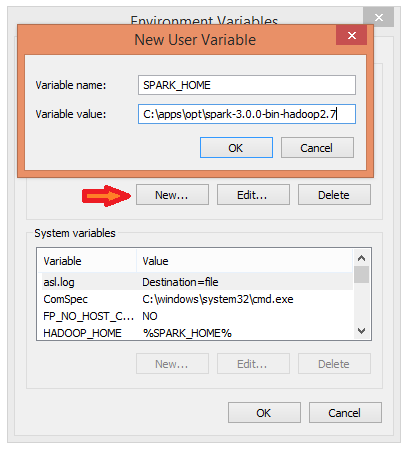 Environment Variables
New User Variable
Variable name: SPARK_HOME
Variable value: C:\apps\opt\spark-3.0.0-bin-hadoop2.7
OK Cancel
New... Edit... Delete
System variables
Variable Value
asl.log Destination=file
ComSpec C:\windows\system32\cmd.exe
FP_NO_HOST_C... NO
HADOOP_HOME %SPARK_HOME%
New... Edit... Delete
OK Cancel